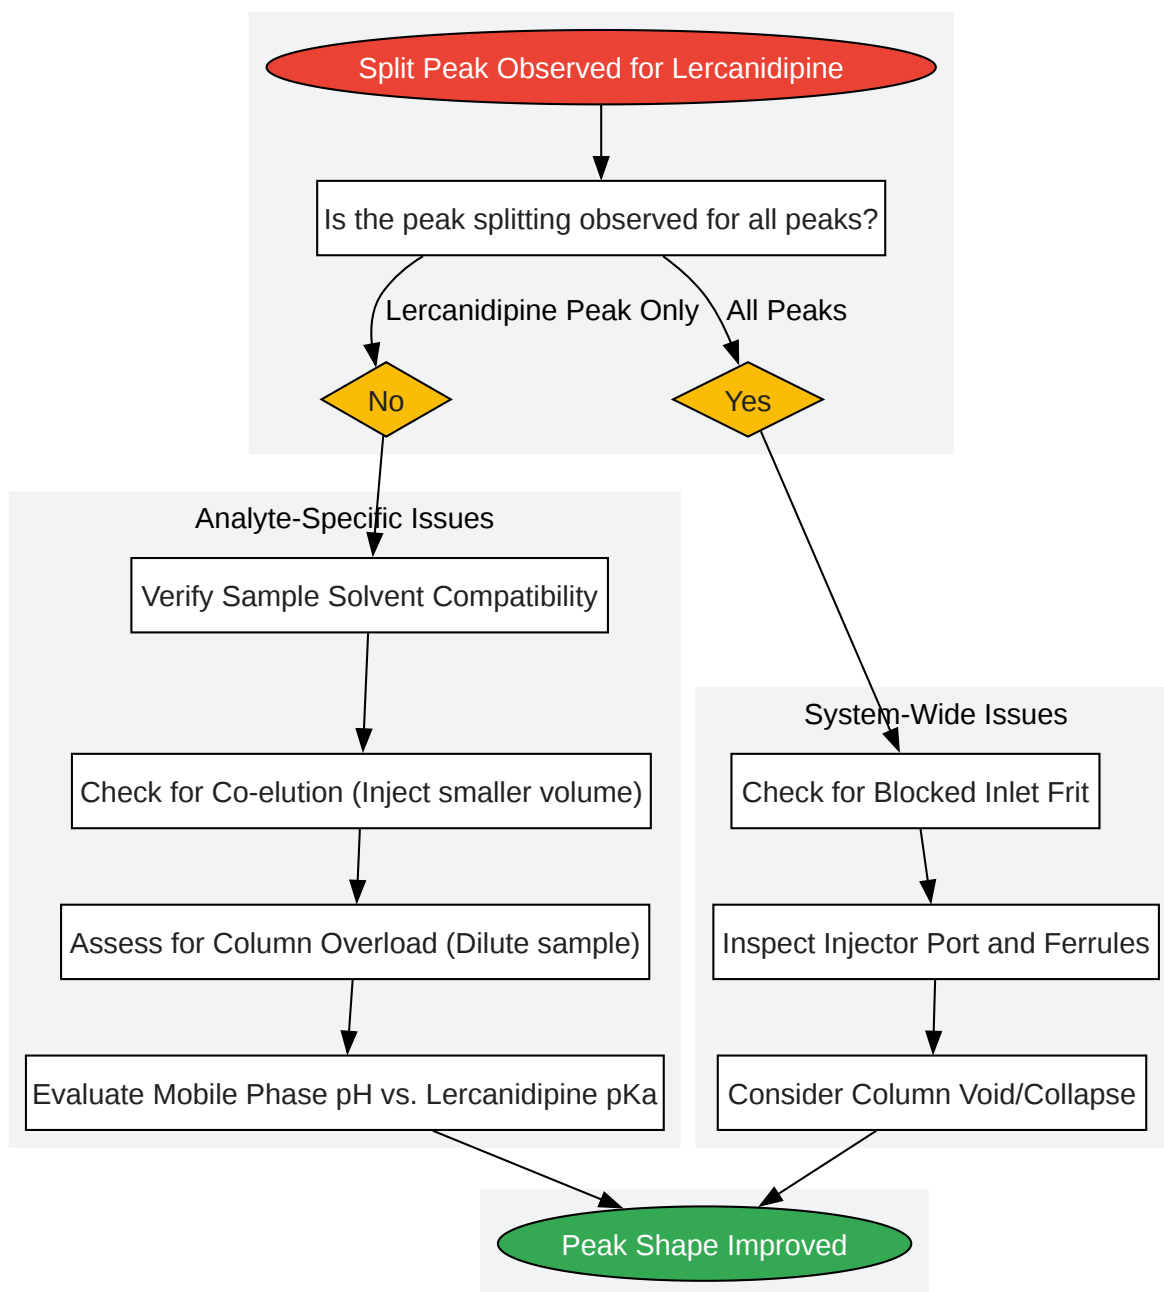 Split Peak Observed for Lercanidipine
Is the peak splitting observed for all peaks?
Lercanidipine Peak Only
All Peaks
No
Yes
Analyte-Specific Issues
Verify Sample Solvent Compatibility
Check for Co-elution (Inject smaller volume)
Assess for Column Overload (Dilute sample)
Evaluate Mobile Phase pH vs. Lercanidipine pKa
System-Wide Issues
Check for Blocked Inlet Frit
Inspect Injector Port and Ferrules
Consider Column Void/Collapse
Peak Shape Improved